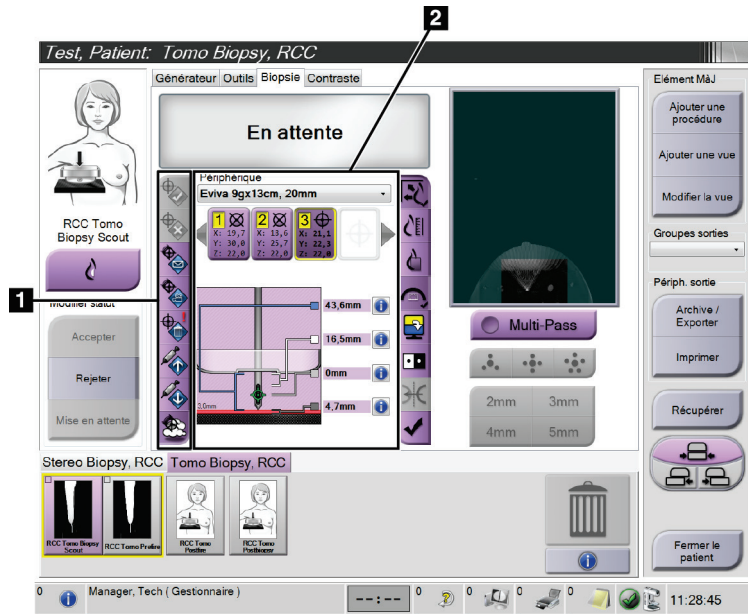 2
Test, Patient: Tomo Biopsy, RCC
Générateur Outils Biopsie Contraste
En attente
RCC Tomo
Biopsy Scout
Modifier statut
Accepter
Rejeter
Mise en attente
1
Périphérique
Eviva 9gx13cm, 20mm
1
X: 19,7
Y: 30,0
Z: 22,0
2
X: 13,6
Y: 25,7
Z: 22,0
3
X: 21,1
Y: 22,3
Z: 22,0
43,6mm
16,5mm
0mm
4,7mm
3,0mm
Multi-Pass
2mm 3mm
4mm 5mm
Elément MàJ
Ajouter une
procédure
Ajouter une vue
Modifier la vue
Groupes sorties
Périph. sortie
Archive /
Exporter
Imprimer
Récupérer
Fermer le
patient
Stereo Biopsy, RCC Tomo Biopsy, RCC
RCC Tomo Biopsy
Scout
RCC Tomo Prefire
RCC Tomo
Postfire
RCC Tomo
Postbiopsy
0 Manager, Tech ( Gestionnaire ) --:-- 0 0 0 0 11:28:45